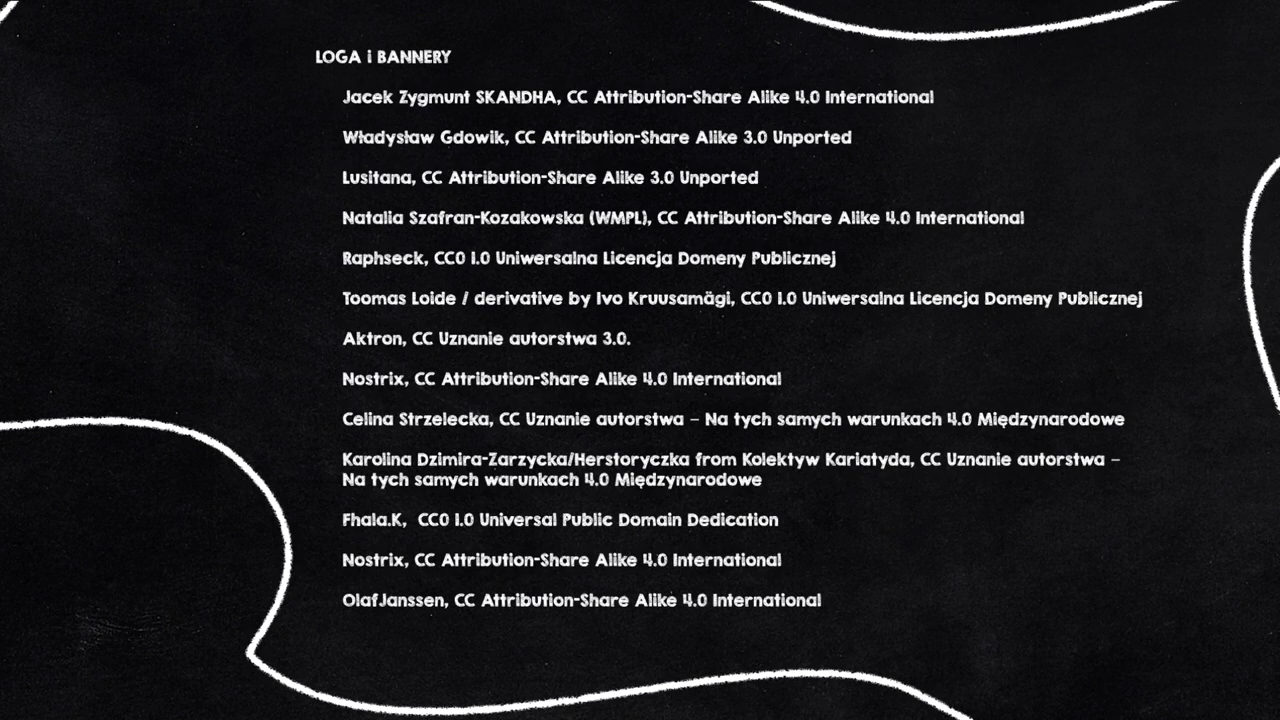 LOGA i BANNERY
Jacek Zygmunt SKANDHA, CC Attribution-Share Alike 4.0 International
Władysław Gdowik, CC Attribution-Share Alike 3.0 Unported
Lusitana, CC Attribution-Share Alike 3.0 Unported
Natalia Szafran-Kozakowska (WMPL), CC Attribution-Share Alike 4.0 International
Raphseck, CC0 1.0 Uniwersalna Licencja Domeny Publicznej
Toomas Loide / derivative by Ivo Kruusamägi, CC0 1.0 Uniwersalna Licencja Domeny Publicznej
Aktron, CC Uznanie autorstwa 3.0.
Nostrix, CC Attribution-Share Alike 4.0 International
Celina Strzelecka, CC Uznanie autorstwa – Na tych samych warunkach 4.0 Międzynarodowe
Karolina Dzimira-Zarzycka/Herstoryczka from Kolektyw Kariatyda, CC Uznanie autorstwa –
Na tych samych warunkach 4.0 Międzynarodowe
Fhala.K,  CC0 1.0 Universal Public Domain Dedication
Nostrix, CC Attribution-Share Alike 4.0 International
OlafJanssen, CC Attribution-Share Alike 4.0 International